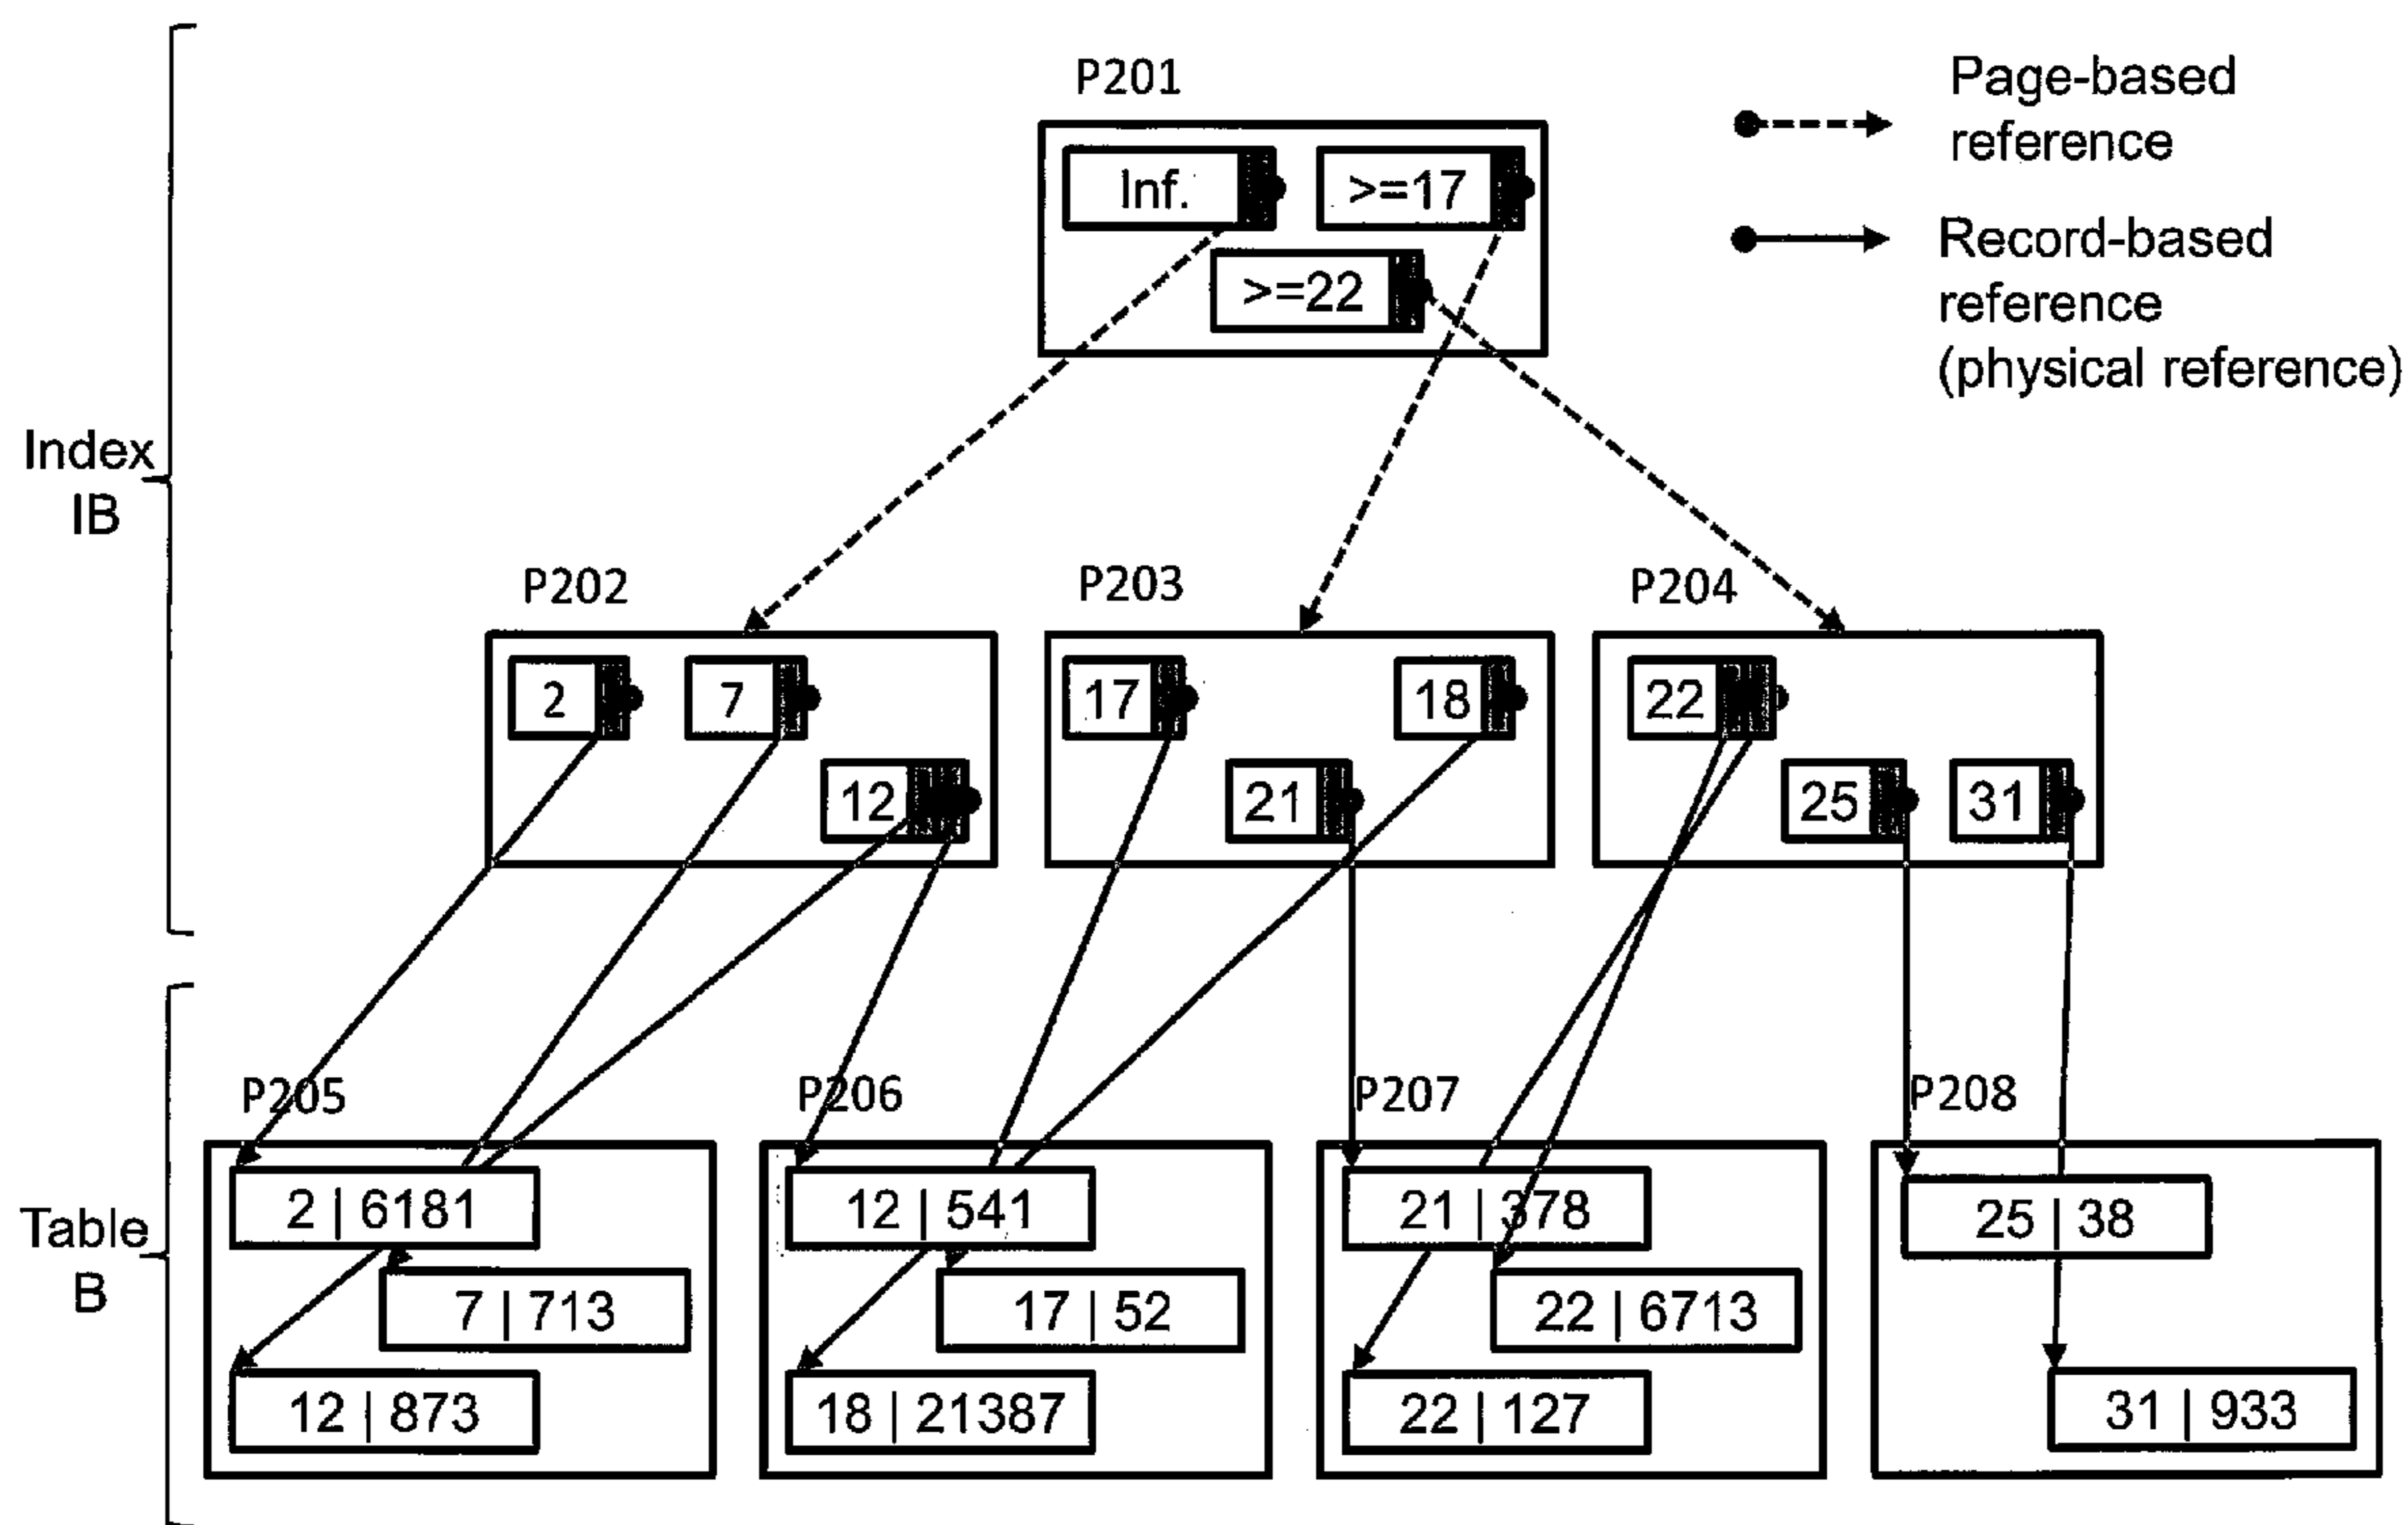 P201
Inf.
>=17
>=22
Page-based
reference
Record-based
reference
(physical reference)
Index
IB
P202
P203
P204
2
7
12
17
18
21
22
25
31
Table
B
P205
P206
P207
P208
2 | 6181
7 | 713
12 | 873
12 | 541
17 | 52
18 | 21387
21 | 378
22 | 6713
22 | 127
25 | 38
31 | 933